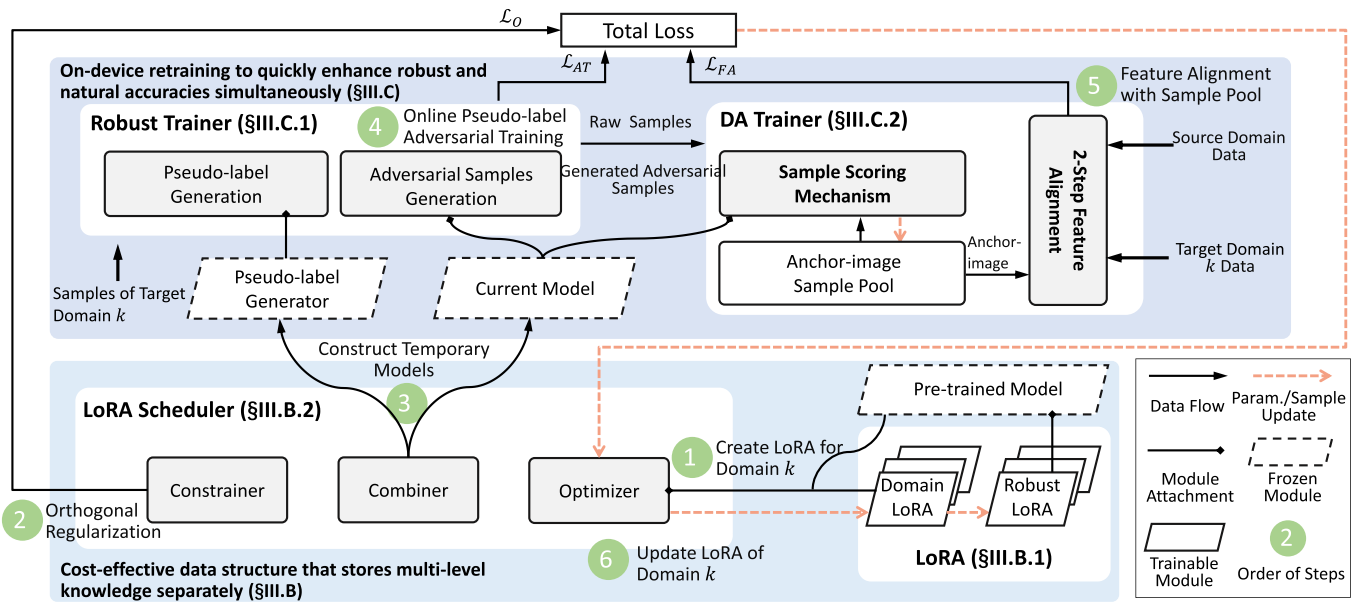 ℒ_O
Total Loss
ℒ_AT
ℒ_FA
On-device retraining to quickly enhance robust and
natural accuracies simultaneously (§III.C)
5
Feature Alignment
with Sample Pool
Robust Trainer (§III.C.1)
4
Online Pseudo-label
Adversarial Training
Raw Samples
Generated Adversarial
Samples
DA Trainer (§III.C.2)
Pseudo-label
Generation
Adversarial Samples
Generation
Sample Scoring
Mechanism
2-Step Feature
Alignment
Source Domain
Data
Target Domain
k Data
Anchor-image
Sample Pool
Anchor-
image
Samples of Target
Domain k
Pseudo-label
Generator
Current Model
Construct Temporary
Models
3
LoRA Scheduler (§III.B.2)
Constrainer
Combiner
Optimizer
1
Create LoRA for
Domain k
Pre-trained Model
Domain
LoRA
Robust
LoRA
LoRA (§III.B.1)
2
Orthogonal
Regularization
6
Update LoRA of
Domain k
Cost-effective data structure that stores multi-level
knowledge separately (§III.B)
Data Flow
Param./Sample
Update
Module
Attachment
Frozen
Module
Trainable
Module
2
Order of Steps